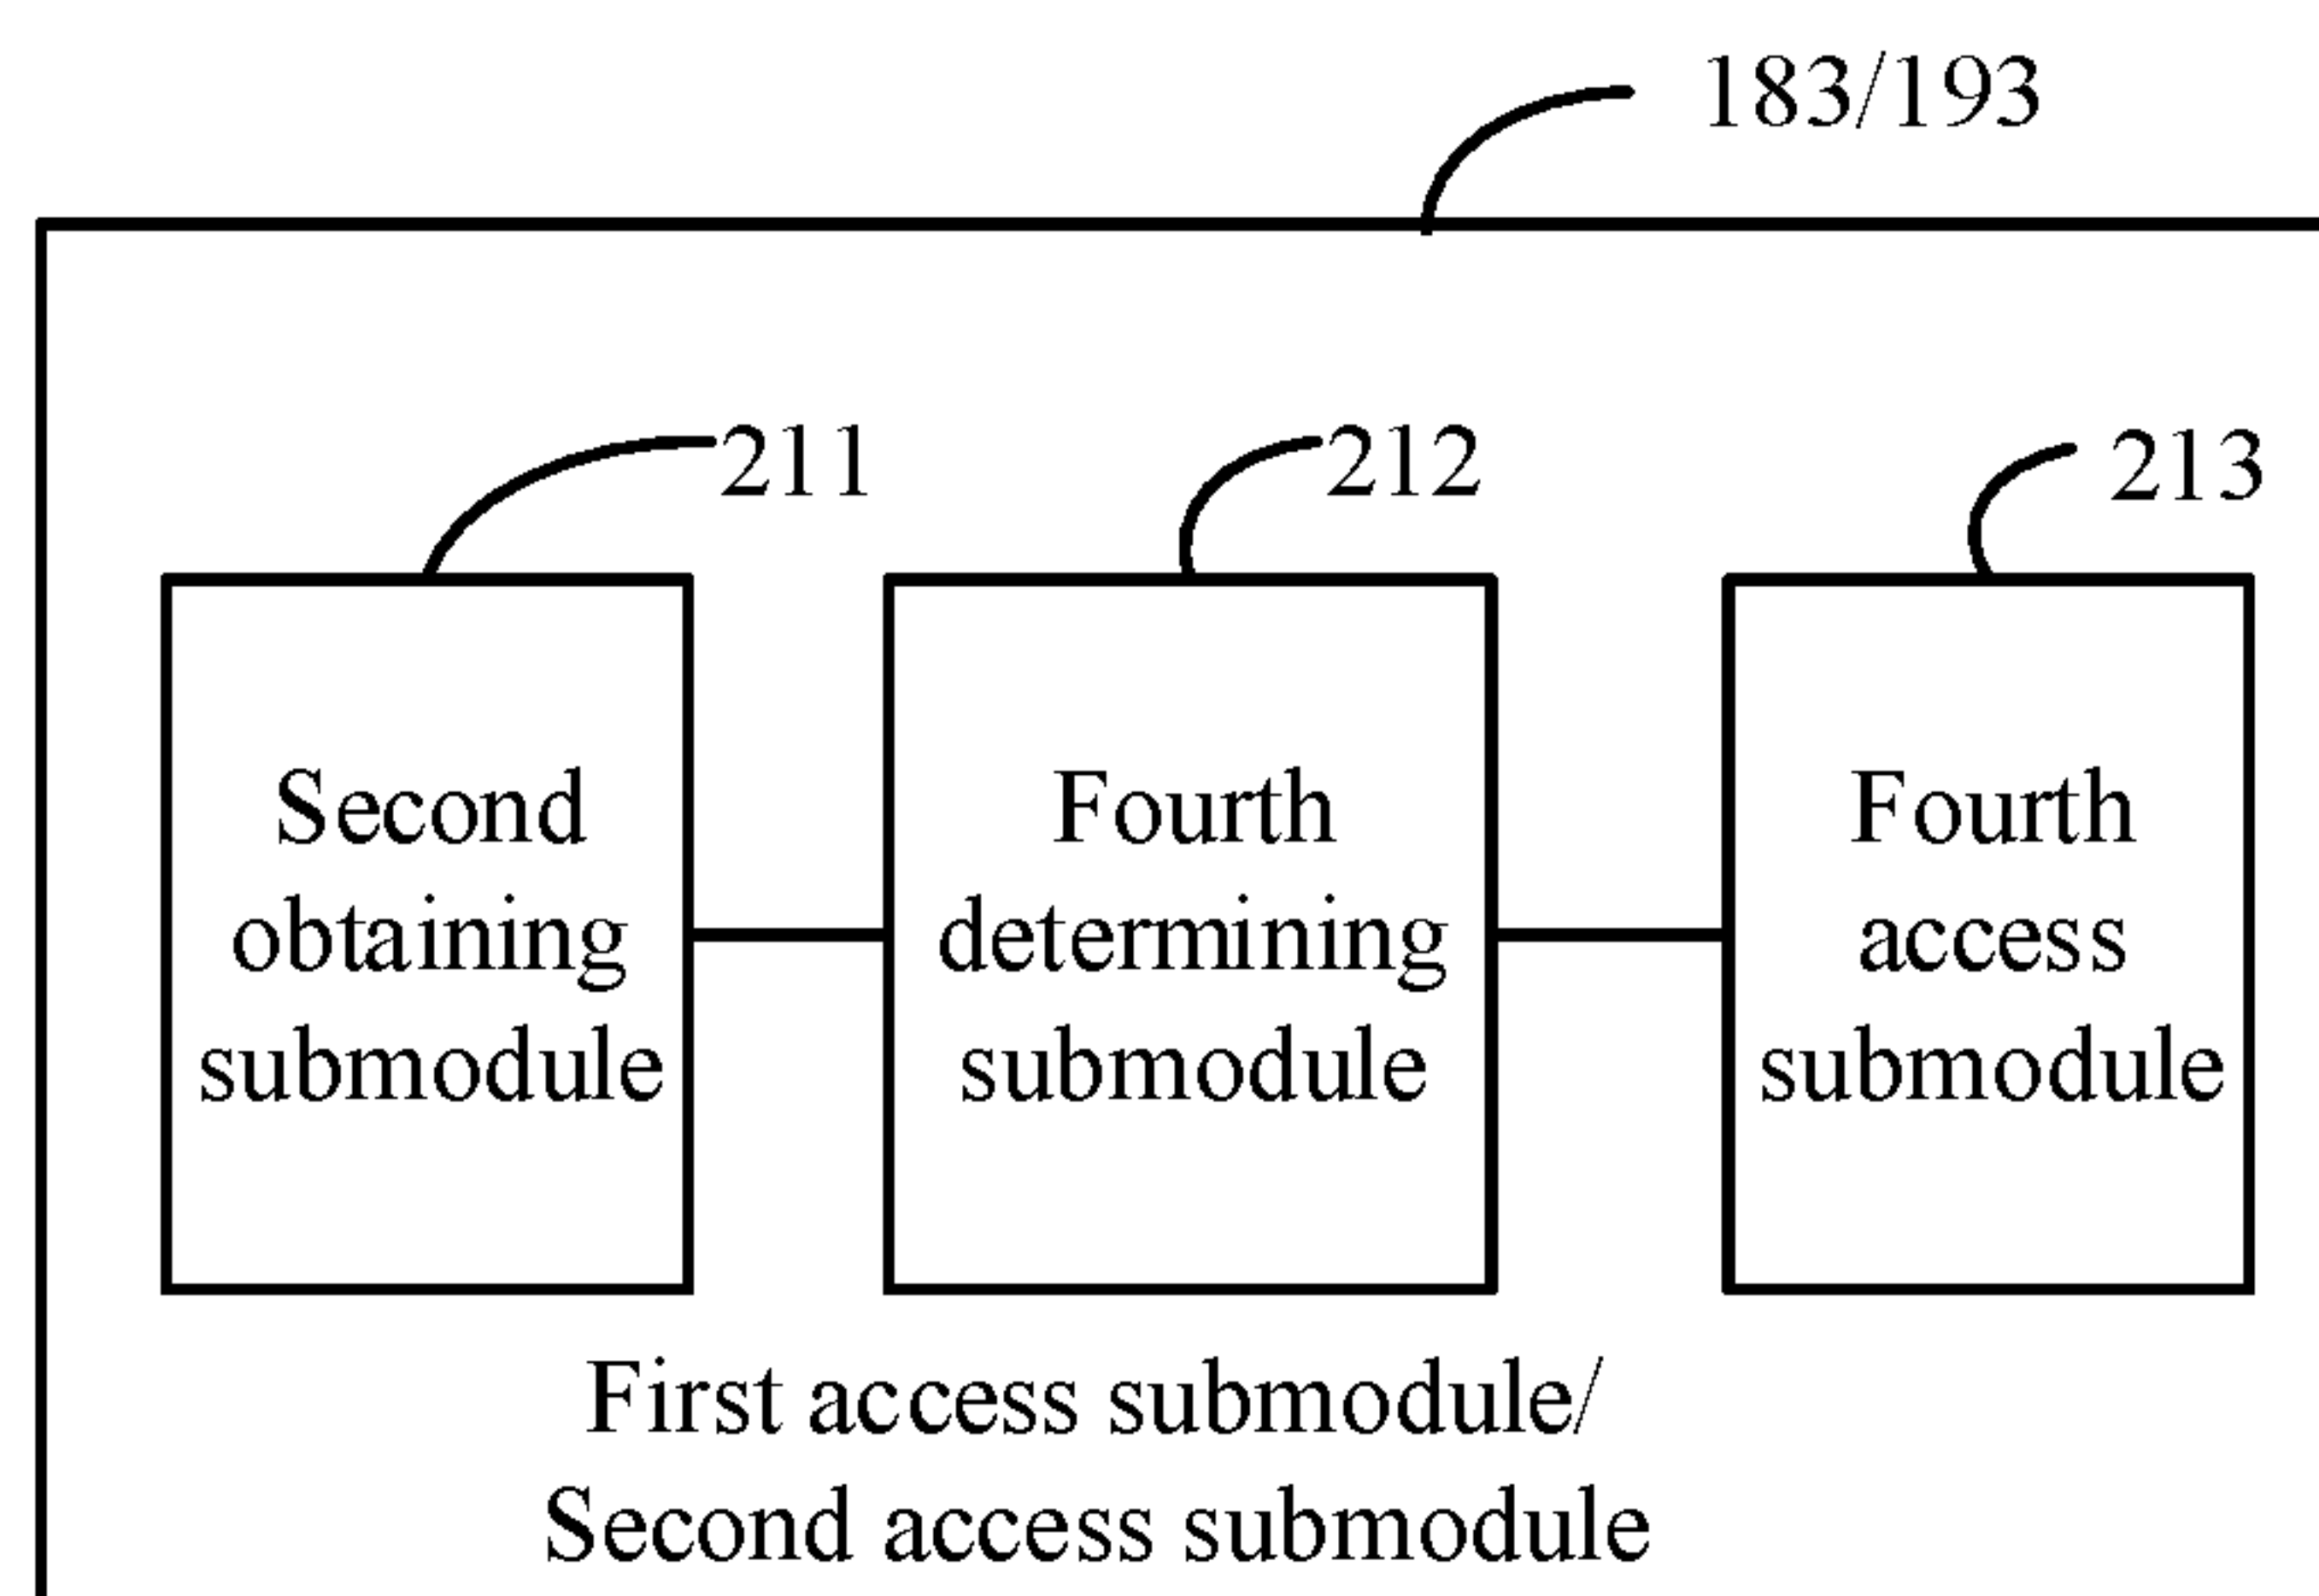 183/193
211
212
213
Second
obtaining
submodule
Fourth
determining
submodule
Fourth
access
submodule
First access submodule/
Second access submodule